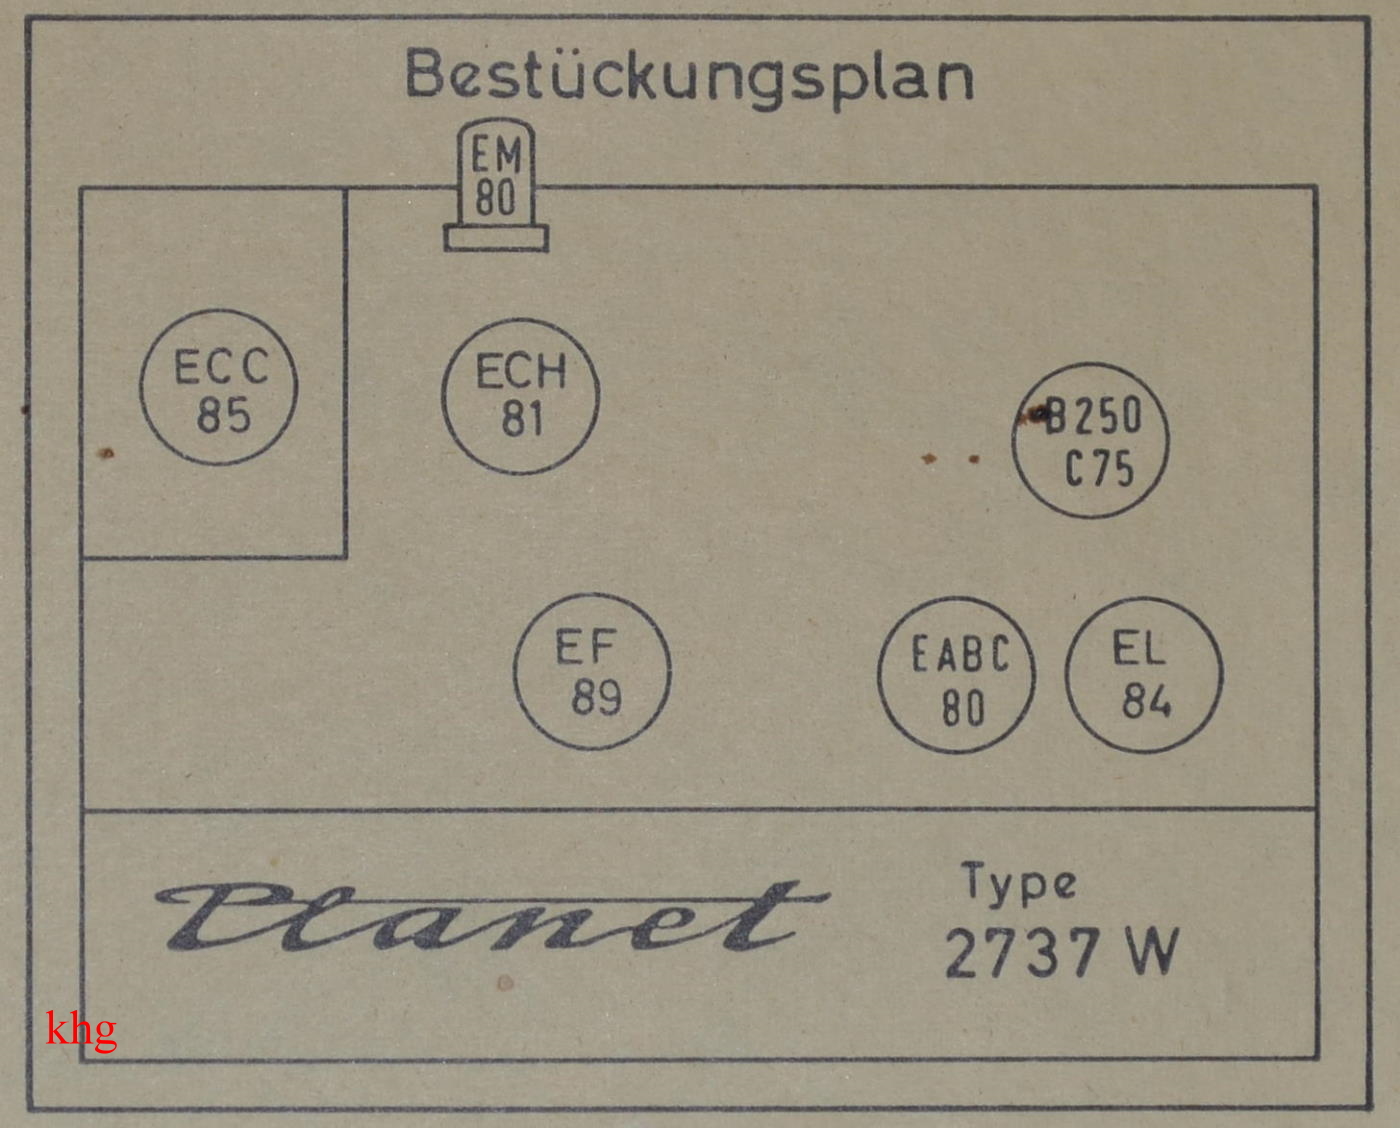 Bestückungsplan
EM
80
ECC
85
ECH
81
B250
C75
EF
89
EABC
80
EL
84
Planet
Type
2737 W
khg